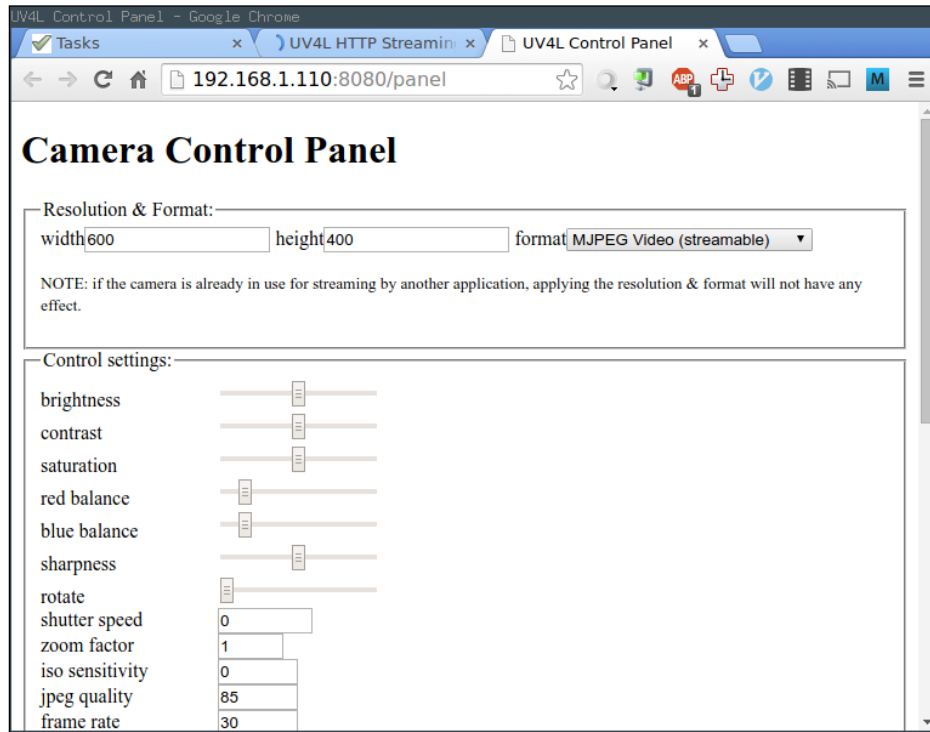 UV4L Control Panel - Google Chrome
Tasks
UV4L HTTP Streamin
UV4L Control Panel
192.168.1.110:8080/panel
ABP
1
M
Camera Control Panel
Resolution & Format:
width 600 height 400 format MJPEG Video (streamable)
NOTE: if the camera is already in use for streaming by another application, applying the resolution & format will not have any
effect.
Control settings:
brightness
contrast
saturation
red balance
blue balance
sharpness
rotate
shutter speed 0
zoom factor 1
iso sensitivity 0
jpeg quality 85
frame rate 30